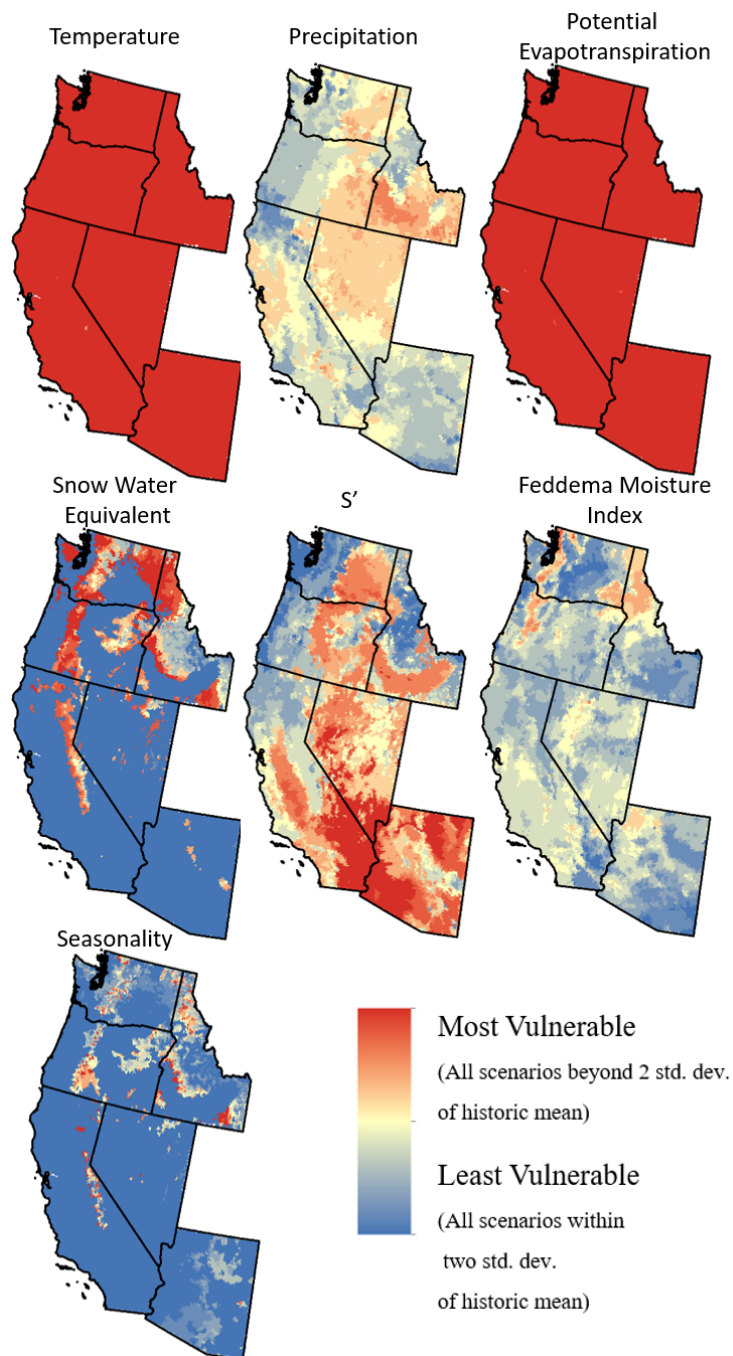 Temperature
Precipitation
Potential
Evapotranspiration
Snow Water
Equivalent
S’
Feddema Moisture
Index
Seasonality
Most Vulnerable
(All scenarios beyond 2 std. dev.
of historic mean)
Least Vulnerable
(All scenarios within
two std. dev.
of historic mean)